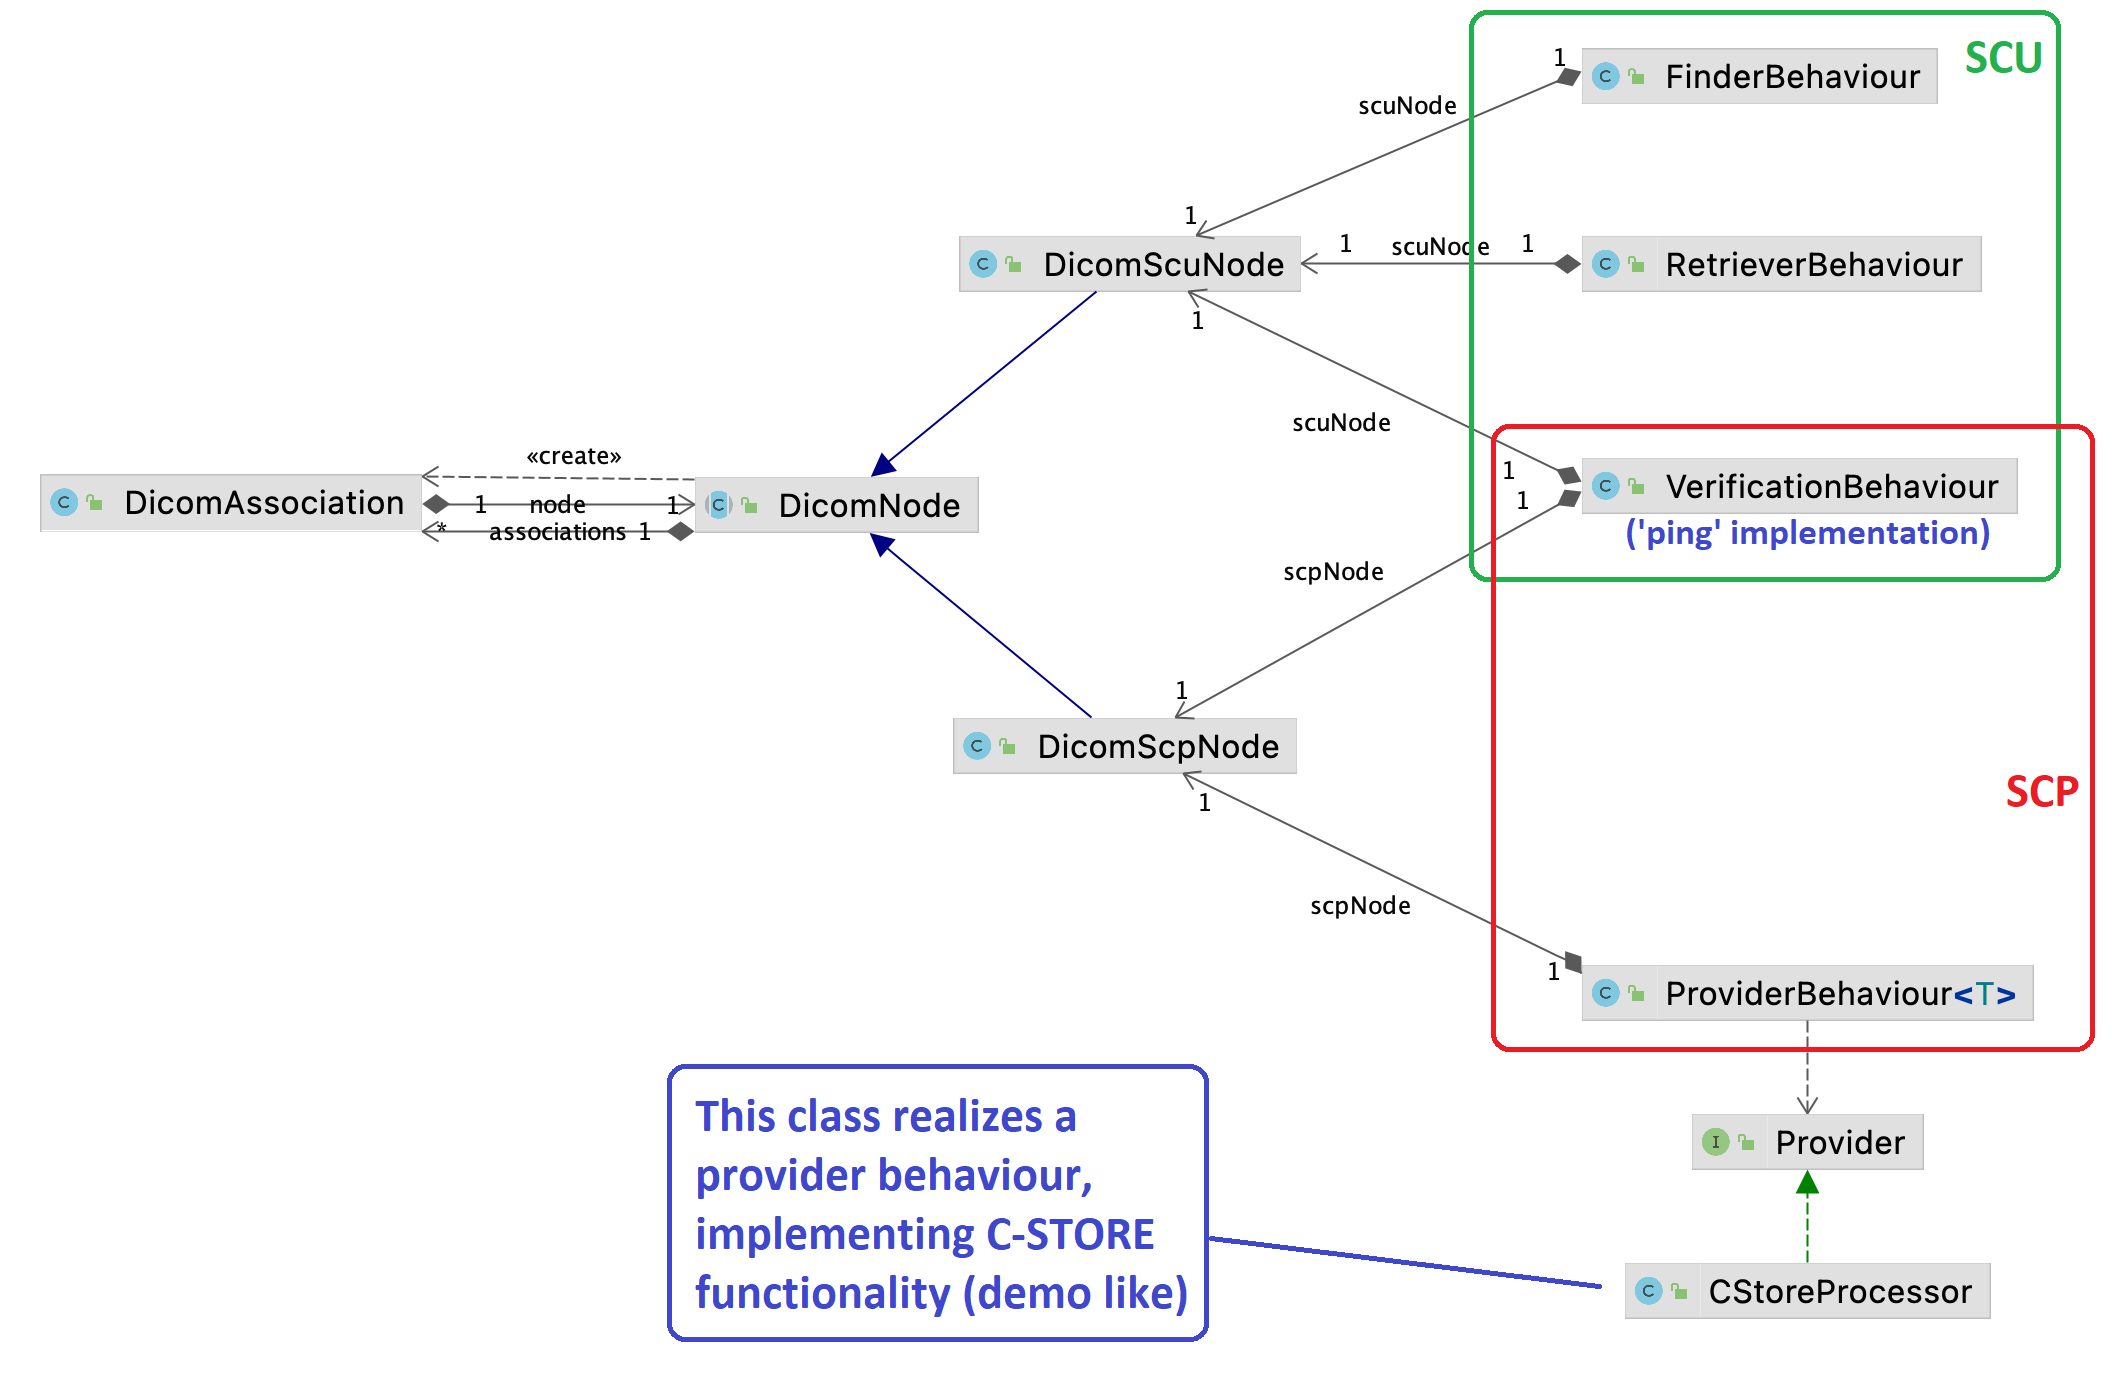 SCU
1
FinderBehaviour
scuNode
1
DicomScuNode
1
scuNode
1
RetrieverBehaviour
1
scuNode
«create»
DicomAssociation
1
node
1
DicomNode
*
associations
1
1
1
VerificationBehaviour
('ping' implementation)
scpNode
1
DicomScpNode
1
SCP
scpNode
1
ProviderBehaviour<T>
This class realizes a
provider behaviour,
implementing C-STORE
functionality (demo like)
I
Provider
C
CStoreProcessor